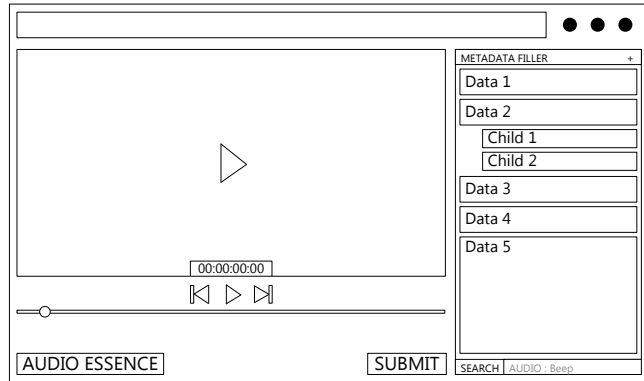 METADATA FILLER +
Data 1
Data 2
Child 1
Child 2
Data 3
Data 4
Data 5
00:00:00:00
AUDIO ESSENCE
SUBMIT
SEARCH AUDIO : Beep